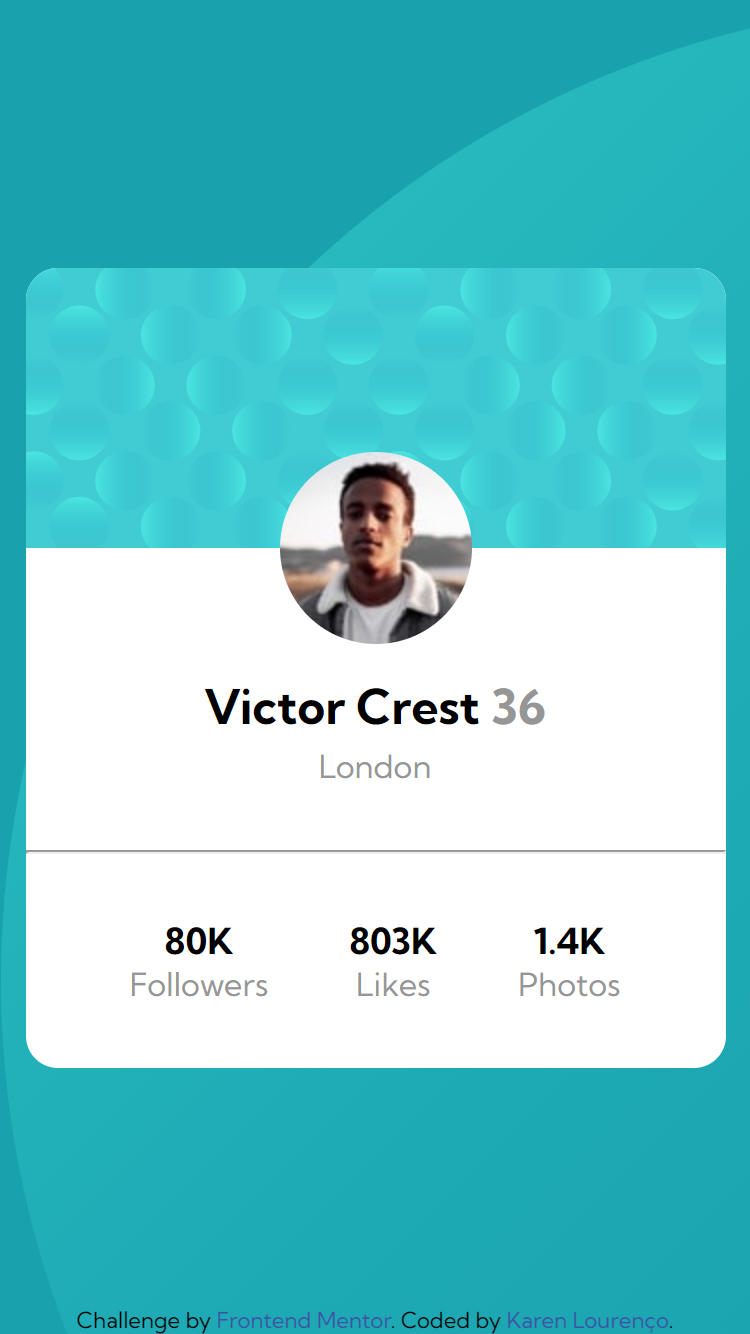 Victor Crest 36
London
80K 803K 1.4K
Followers Likes Photos
Challenge by Frontend Mentor. Coded by Karen Lourenço.